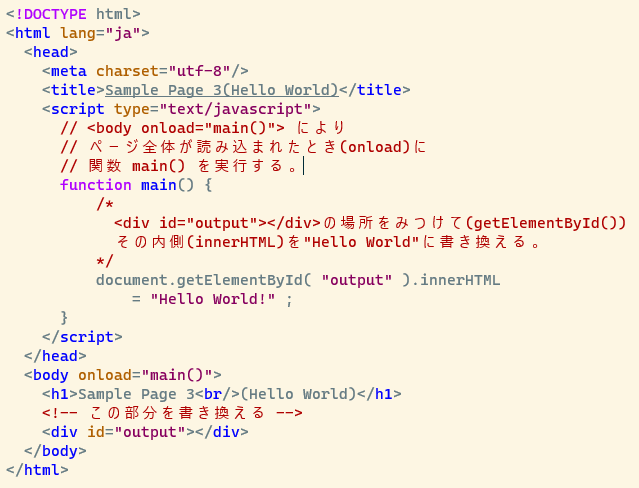 <!DOCTYPE html>
<html lang="ja">
  <head>
    <meta charset="utf-8"/>
    <title>Sample Page 3(Hello World)</title>
    <script type="text/javascript">
      // <body onload="main()"> により
      // ページ全体が読み込まれたとき(onload)に
      // 関数 main() を実行する。
      function main() {
          /*
            <div id="output"></div>の場所をみつけて(getElementById())
            その内側(innerHTML)を"Hello World"に書き換える。
          */
          document.getElementById( "output" ).innerHTML
              = "Hello World!" ;
      }
    </script>
  </head>
  <body onload="main()">
    <h1>Sample Page 3<br/>(Hello World)</h1>
    <!-- この部分を書き換える -->
    <div id="output"></div>
  </body>
</html>